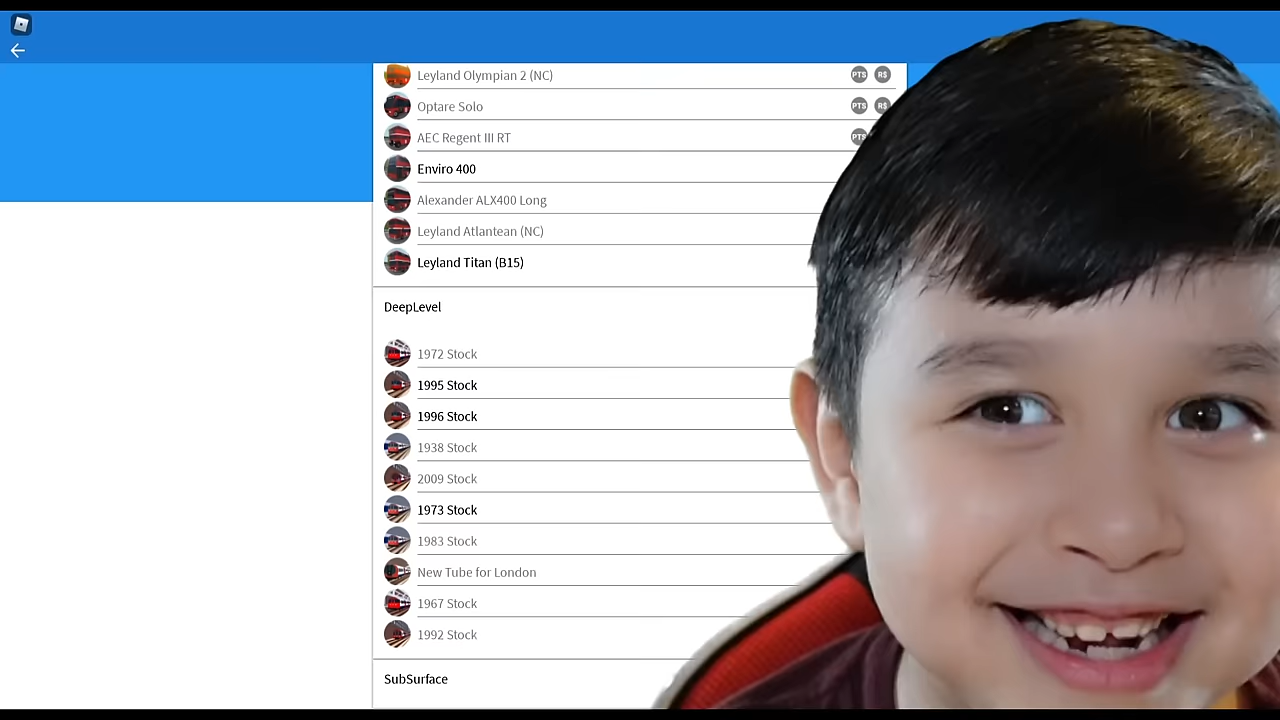 Leyland Olympian 2 (NC) PTS R$
Optare Solo PTS R$
AEC Regent III RT PTS
Enviro 400
Alexander ALX400 Long
Leyland Atlantean (NC)
Leyland Titan (B15)
DeepLevel
1972 Stock
1995 Stock
1996 Stock
1938 Stock
2009 Stock
1973 Stock
1983 Stock
New Tube for London
1967 Stock
1992 Stock
SubSurface